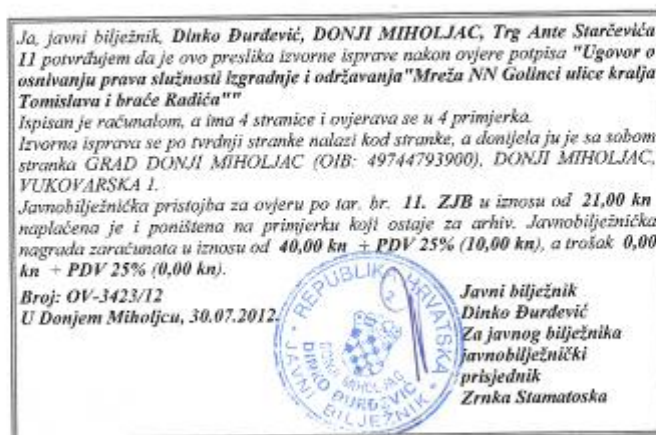 Ja, javni bilježnik, Dinko Đurđević, DONJI MIHOLJAC, Trg Ante Starčevića
11 potvrđujem da je ovo preslika izvorne isprave nakon ovjere potpisa "Ugovor o
osnivanju prava služnosti izgradnje i održavanja"Mreža NN Golinci ulice kralja
Tomislava i braće Radića""
Ispisan je računalom, a ima 4 stranice i ovjerava se u 4 primjerka.
Izvorna isprava se po tvrdnji stranke nalazi kod stranke, a donijela ju je sa sobom
stranka GRAD DONJI MIHOLJAC (OIB: 49744793900), DONJI MIHOLJAC,
VUKOVARSKA 1.
Javnobilježnička pristojba za ovjeru po tar. br. 11. ZJB u iznosu od 21,00 kn
naplaćena je i poništena na primjerku koji ostaje za arhiv. Javnobilježnička
nagrada zaračunata u iznosu od 40,00 kn + PDV 25% (10,00 kn), a trošak 0,00
kn + PDV 25% (0,00 kn).
Broj: OV-3423/12
U Donjem Miholjcu, 30.07.2012.
Javni bilježnik
Dinko Đurđević
Za javnog bilježnika
javnobilježnički
prisjednik
Zrnka Stamatoska
REPUBLIKA HRVATSKA
2
DONJI MIHOLJAC
DINKO ĐURĐEVIĆ
JAVNI BILJEŽNIK